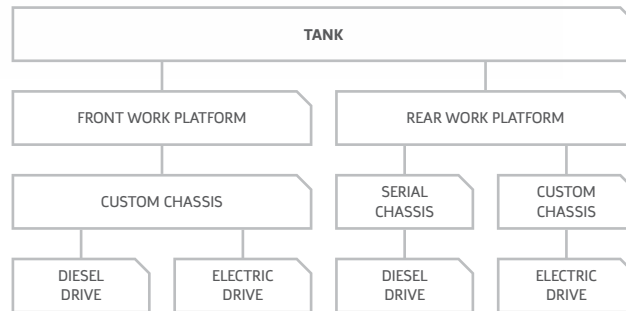 TANK
FRONT WORK PLATFORM
REAR WORK PLATFORM
CUSTOM CHASSIS
SERIAL
CHASSIS
CUSTOM
CHASSIS
DIESEL
DRIVE
ELECTRIC
DRIVE
DIESEL
DRIVE
ELECTRIC
DRIVE